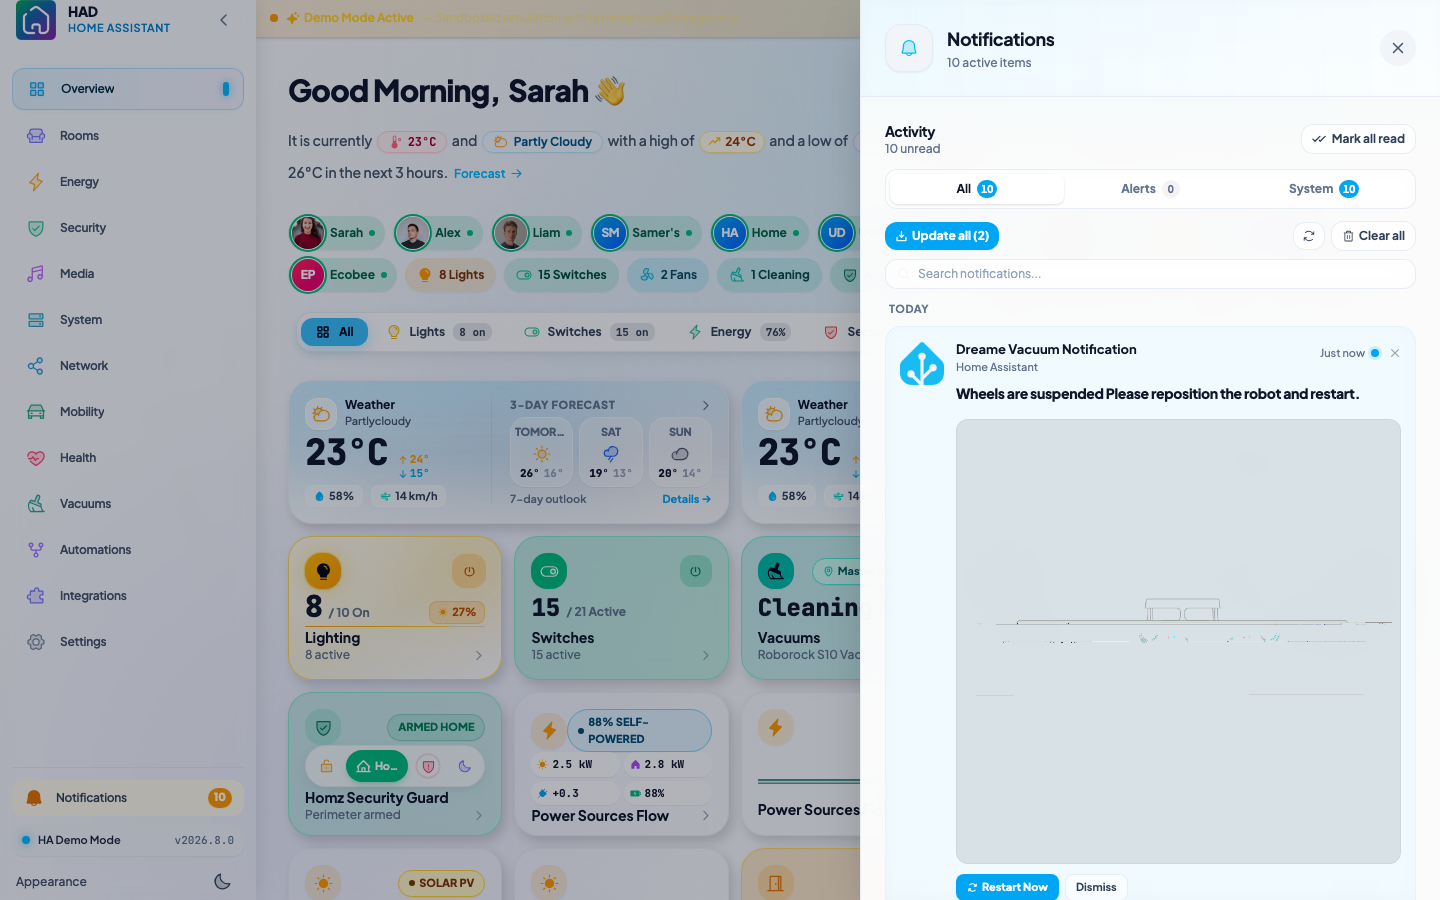 HAD
HOME ASSISTANT
Overview
Rooms
Energy
Security
Media
System
Network
Mobility
Health
Vacuums
Automations
Integrations
Settings
Notifications 10
HA Demo Mode v2026.8.0
Appearance
Demo Mode Active
Good Morning, Sarah 👋
It is currently 23°C and Partly Cloudy with a high of 24°C and a low of
26°C in the next 3 hours. Forecast →
Sarah Alex Liam SM Samer's HA Home UD
EP Ecobee 8 Lights 15 Switches 2 Fans 1 Cleaning
All Lights 8 on Switches 15 on Energy 76% Se
Weather
Partlycloudy
23°C
↑ 24°
↓ 15°
58% 14 km/h
3-DAY FORECAST
TOMOR... SAT SUN
26° 16° 19° 13° 20° 14°
7-day outlook Details →
Weather
Partlycloudy
23°C
58% 14
8 / 10 On 27%
Lighting
8 active
15 / 21 Active
Switches
15 active
Mas
Cleaning
Vacuums
Roborock S10 Vac
ARMED HOME
Ho...
Homz Security Guard
Perimeter armed
88% SELF-
POWERED
2.5 kW 2.8 kW
+0.3 88%
Power Sources Flow
Power Sources
SOLAR PV
Notifications
10 active items
Activity
10 unread
Mark all read
All 10 Alerts 0 System 10
Update all (2) Clear all
Search notifications...
TODAY
Dreame Vacuum Notification Just now
Home Assistant
Wheels are suspended Please reposition the robot and restart.
Restart Now Dismiss